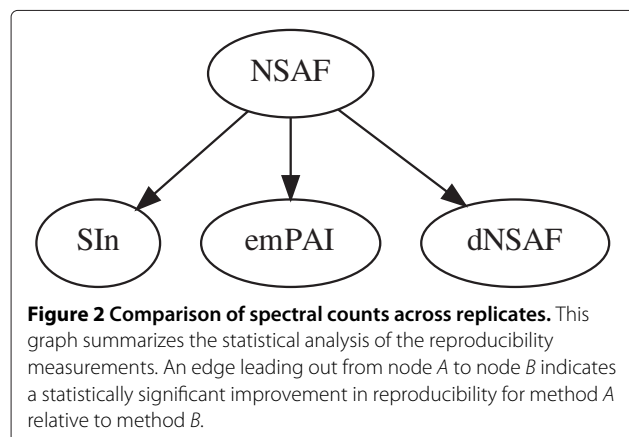 NSAF
SIn emPAI dNSAF
Figure 2 Comparison of spectral counts across replicates. This
graph summarizes the statistical analysis of the reproducibility
measurements. An edge leading out from node A to node B indicates
a statistically significant improvement in reproducibility for method A
relative to method B.